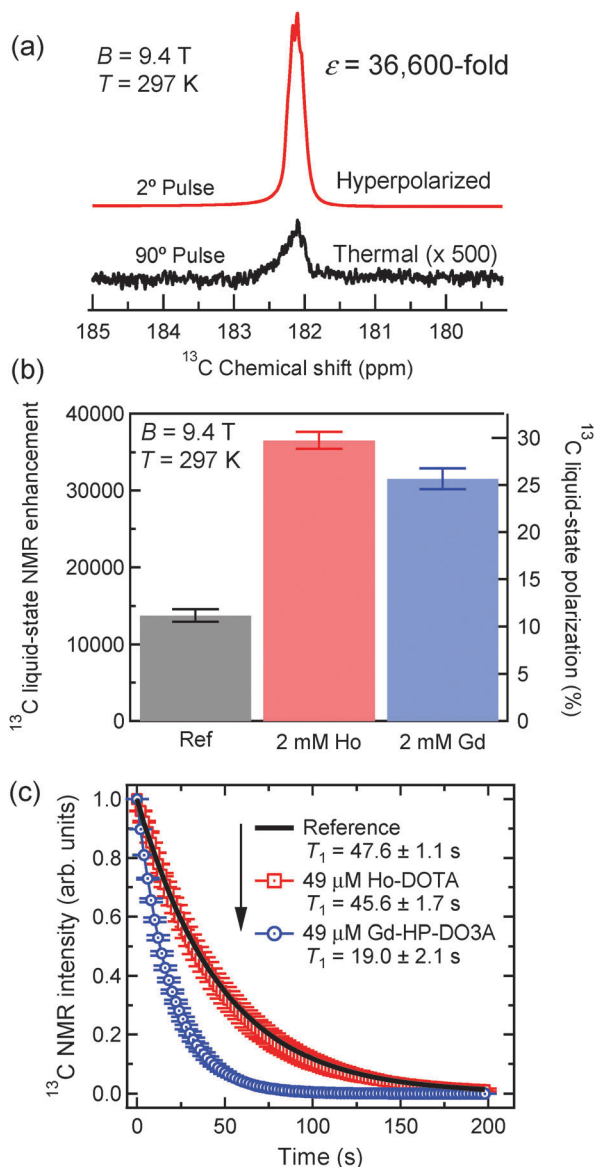 (a)
B = 9.4 T
T = 297 K
ε = 36,600-fold
2º Pulse
Hyperpolarized
90º Pulse
Thermal (x 500)
185 184 183 182 181 180
¹³C Chemical shift (ppm)
(b)
¹³C liquid-state NMR enhancement
40000
30000
20000
10000
0
B = 9.4 T
T = 297 K
30
25
20
15
10
5
0
¹³C liquid-state polarization (%)
Ref 2 mM Ho 2 mM Gd
(c)
¹³C NMR intensity (arb. units)
1.0
0.8
0.6
0.4
0.2
0.0
Reference
T₁ = 47.6 ± 1.1 s
49 μM Ho-DOTA
T₁ = 45.6 ± 1.7 s
49 μM Gd-HP-DO3A
T₁ = 19.0 ± 2.1 s
0 25 50 75 100 125 150 175 200
Time (s)